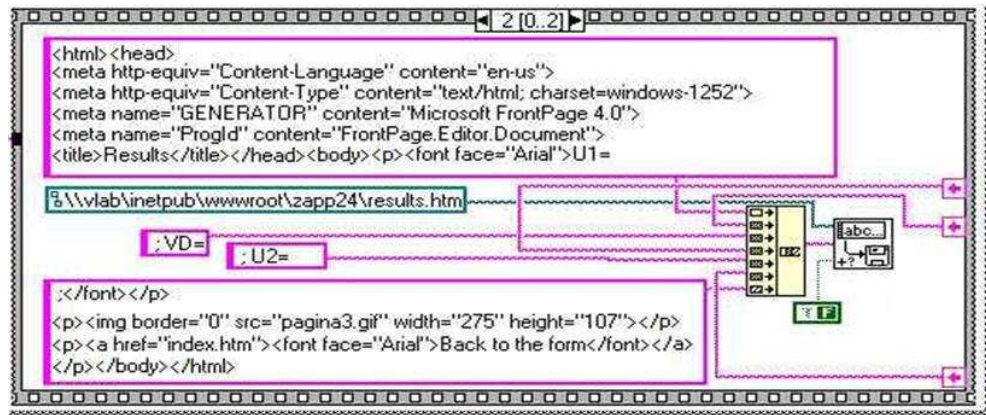 2 [0..2]
<html><head>
<meta http-equiv="Content-Language" content="en-us">
<meta http-equiv="Content-Type" content="text/html; charset=windows-1252">
<meta name="GENERATOR" content="Microsoft FrontPage 4.0">
<meta name="ProgId" content="FrontPage.Editor.Document">
<title>Results</title></head><body><p><font face="Arial">U1=
\\vlab\inetpub\wwwroot\zapp24\results.htm
; VD=
; U2=
abc...
+?
F
;</font></p>
<p><img border="0" src="pagina3.gif" width="275" height="107"></p>
<p><a href="index.htm"><font face="Arial">Back to the form</font></a>
</p></body></html>